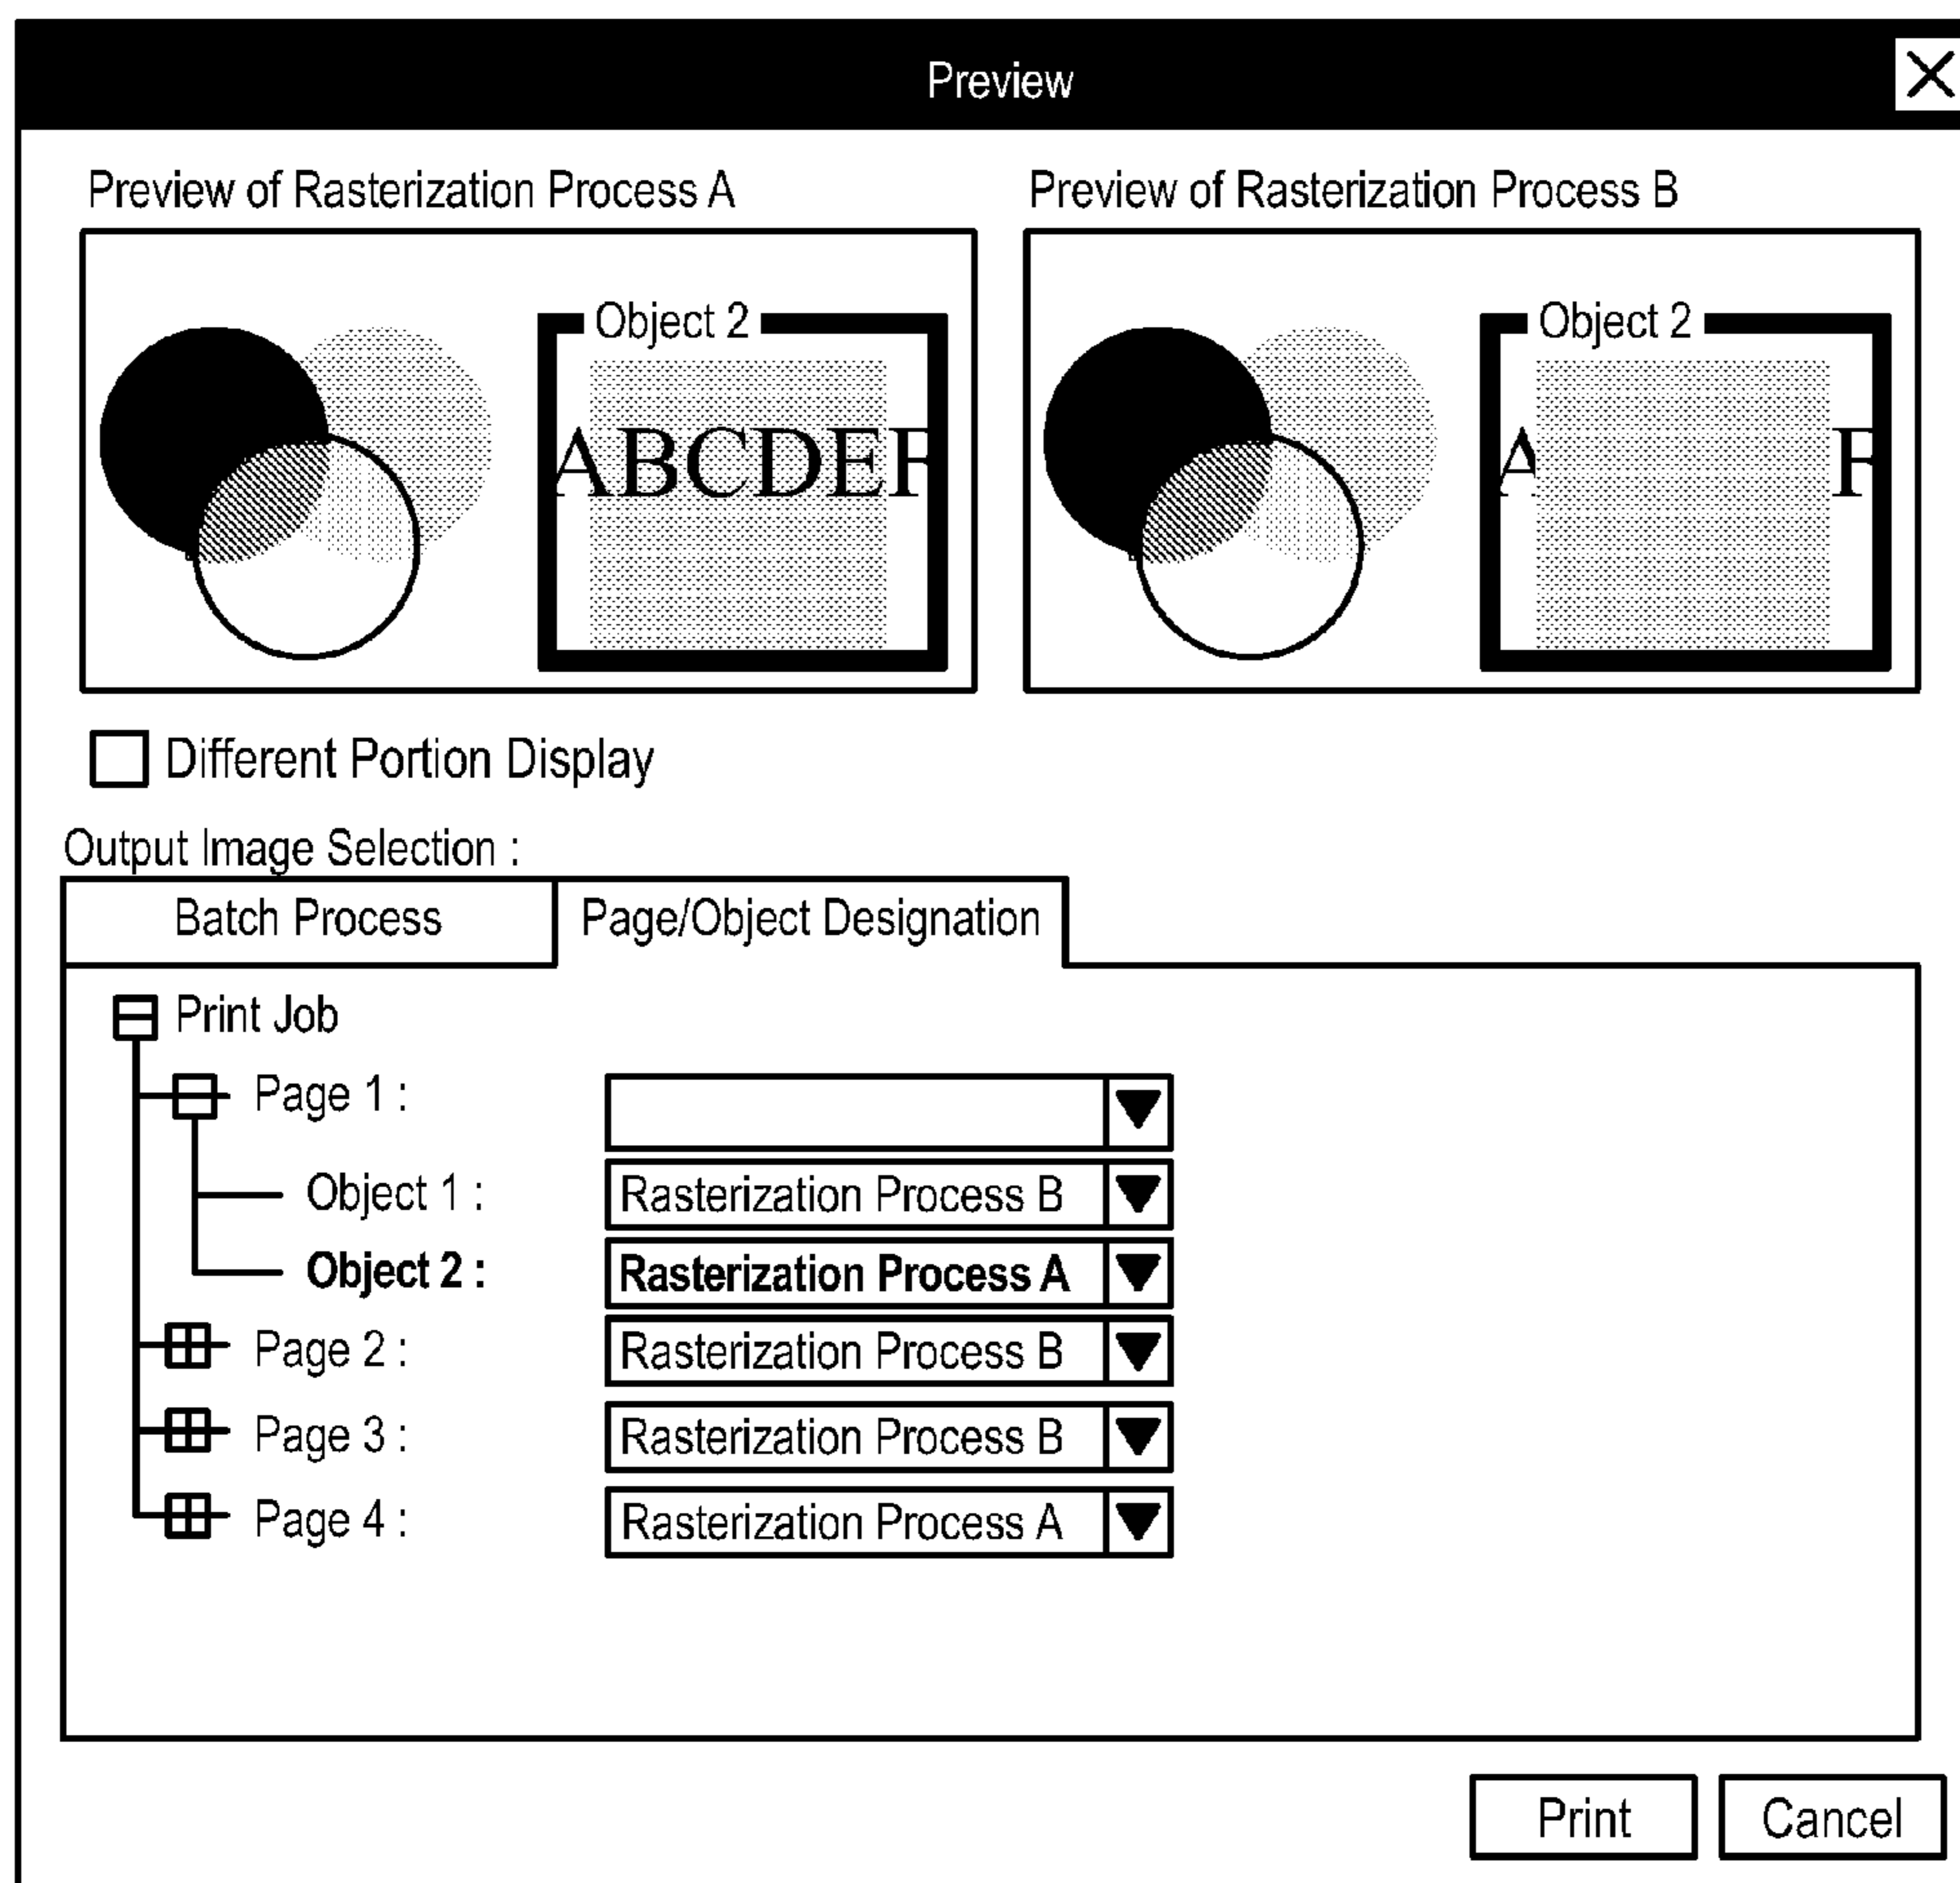 Preview
Preview of Rasterization Process A
Preview of Rasterization Process B
Object 2
ABCDEF
Object 2
A F
Different Portion Display
Output Image Selection :
Batch Process
Page/Object Designation
Print Job
Page 1 :
Object 1 : Rasterization Process B
Object 2 : Rasterization Process A
Page 2 : Rasterization Process B
Page 3 : Rasterization Process B
Page 4 : Rasterization Process A
Print
Cancel